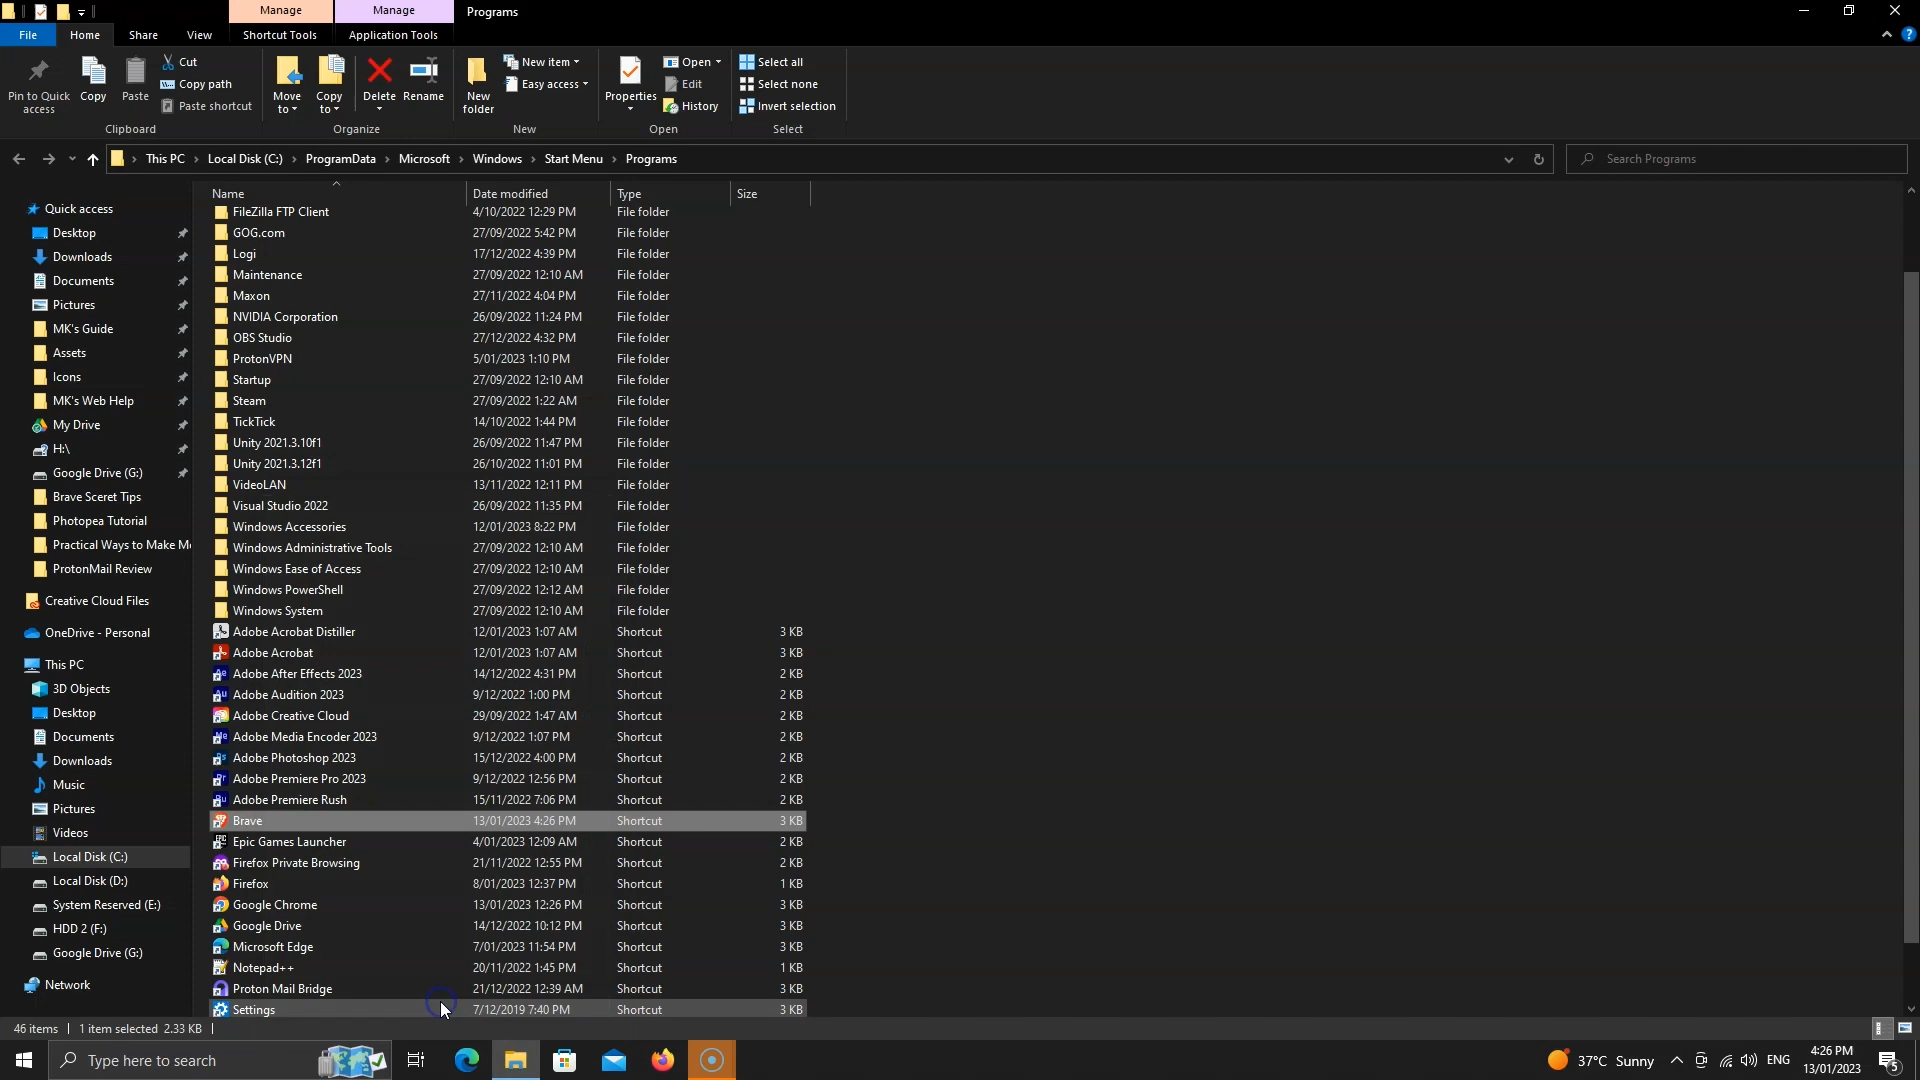 Manage Manage Programs
File Home Share View Shortcut Tools Application Tools
Pin to Quick access
Copy
Paste
Cut
Copy path
Paste shortcut
Clipboard
Move to
Copy to
Delete
Rename
Organize
New folder
New item
Easy access
New
Properties
Open
Edit
History
Open
Select all
Select none
Invert selection
Select
This PC Local Disk (C:) ProgramData Microsoft Windows Start Menu Programs
Search Programs
Quick access
Desktop
Downloads
Documents
Pictures
MK's Guide
Assets
Icons
MK's Web Help
My Drive
H:\
Google Drive (G:)
Brave Sceret Tips
Photopea Tutorial
Practical Ways to Make M
ProtonMail Review
Creative Cloud Files
OneDrive - Personal
This PC
3D Objects
Desktop
Documents
Downloads
Music
Pictures
Videos
Local Disk (C:)
Local Disk (D:)
System Reserved (E:)
HDD 2 (F:)
Google Drive (G:)
Network
Name Date modified Type Size
FileZilla FTP Client 4/10/2022 12:29 PM File folder
GOG.com 27/09/2022 5:42 PM File folder
Logi 17/12/2022 4:39 PM File folder
Maintenance 27/09/2022 12:10 AM File folder
Maxon 27/11/2022 4:04 PM File folder
NVIDIA Corporation 26/09/2022 11:24 PM File folder
OBS Studio 27/12/2022 4:32 PM File folder
ProtonVPN 5/01/2023 1:10 PM File folder
Startup 27/09/2022 12:10 AM File folder
Steam 27/09/2022 1:22 AM File folder
TickTick 14/10/2022 1:44 PM File folder
Unity 2021.3.10f1 26/09/2022 11:47 PM File folder
Unity 2021.3.12f1 26/10/2022 11:01 PM File folder
VideoLAN 13/11/2022 12:11 PM File folder
Visual Studio 2022 26/09/2022 11:35 PM File folder
Windows Accessories 12/01/2023 8:22 PM File folder
Windows Administrative Tools 27/09/2022 12:10 AM File folder
Windows Ease of Access 27/09/2022 12:10 AM File folder
Windows PowerShell 27/09/2022 12:12 AM File folder
Windows System 27/09/2022 12:10 AM File folder
Adobe Acrobat Distiller 12/01/2023 1:07 AM Shortcut 3 KB
Adobe Acrobat 12/01/2023 1:07 AM Shortcut 3 KB
Adobe After Effects 2023 14/12/2022 4:31 PM Shortcut 2 KB
Adobe Audition 2023 9/12/2022 1:00 PM Shortcut 2 KB
Adobe Creative Cloud 29/09/2022 1:47 AM Shortcut 2 KB
Adobe Media Encoder 2023 9/12/2022 1:07 PM Shortcut 2 KB
Adobe Photoshop 2023 15/12/2022 4:00 PM Shortcut 2 KB
Adobe Premiere Pro 2023 9/12/2022 12:56 PM Shortcut 2 KB
Adobe Premiere Rush 15/11/2022 7:06 PM Shortcut 2 KB
Brave 13/01/2023 4:26 PM Shortcut 3 KB
Epic Games Launcher 4/01/2023 12:09 AM Shortcut 2 KB
Firefox Private Browsing 21/11/2022 12:55 PM Shortcut 2 KB
Firefox 8/01/2023 12:37 PM Shortcut 1 KB
Google Chrome 13/01/2023 12:26 PM Shortcut 3 KB
Google Drive 14/12/2022 10:12 PM Shortcut 3 KB
Microsoft Edge 7/01/2023 11:54 PM Shortcut 3 KB
Notepad++ 20/11/2022 1:45 PM Shortcut 1 KB
Proton Mail Bridge 21/12/2022 12:39 AM Shortcut 3 KB
Settings 7/12/2019 7:40 PM Shortcut 3 KB
46 items 1 item selected 2.33 KB
Type here to search
37°C Sunny
ENG
4:26 PM
13/01/2023
5